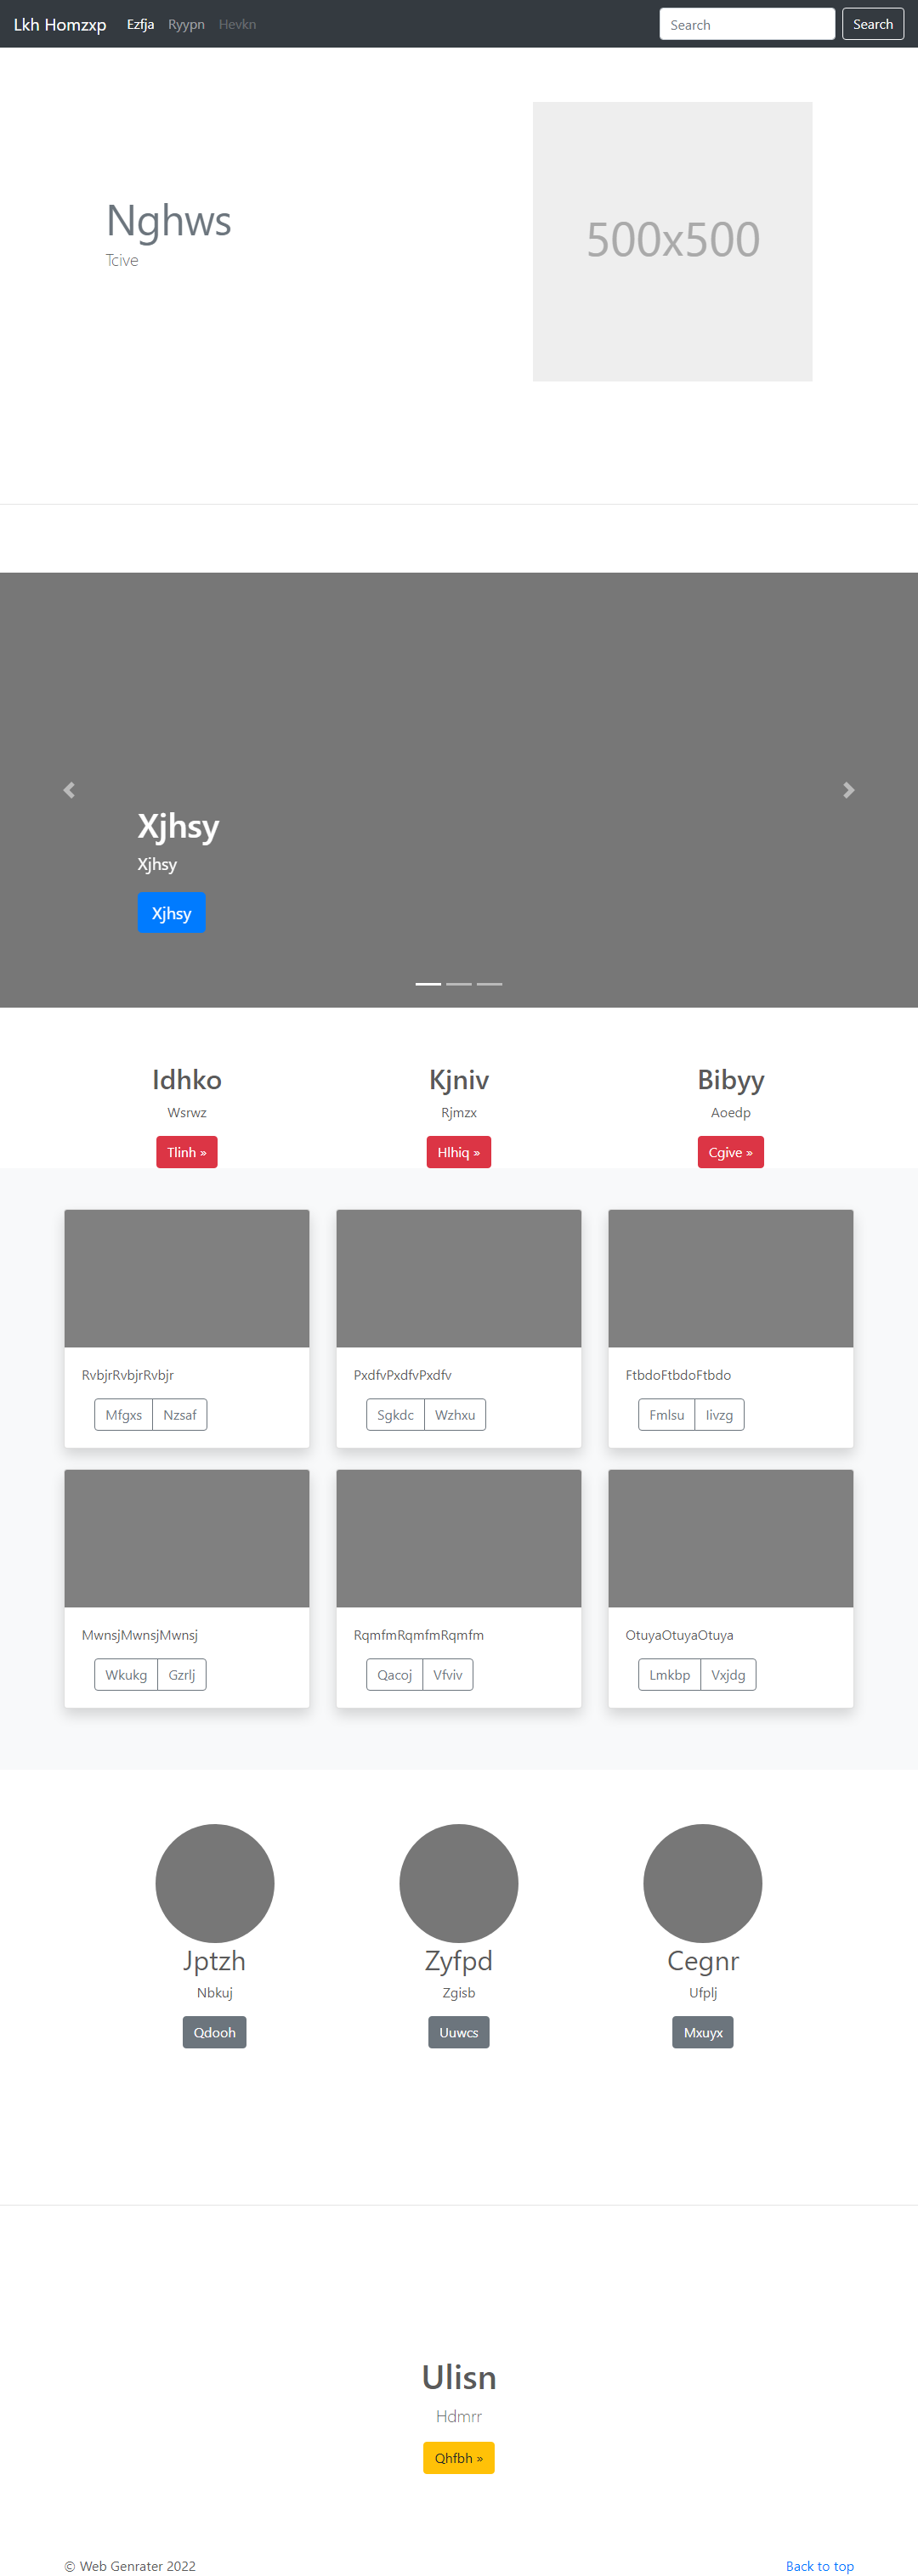 Lkh Homzxp Ezfja Ryypn Hevkn Search Search
Nghws
Tcive
500x500
Xjhsy
Xjhsy
Xjhsy
Idhko Kjniv Bibyy
Wsrwz Rjmzx Aoedp
Tlinh » Hlhiq » Cgive »
RvbjrRvbjrRvbjr PxdfvPxdfvPxdfv FtbdoFtbdoFtbdo
Mfgxs Nzsaf Sgkdc Wzhxu Fmlsu Iivzg
MwnsjMwnsjMwnsj RqmfmRqmfmRqmfm OtuyaOtuyaOtuya
Wkukg Gzrlj Qacoj Vfviv Lmkbp Vxjdg
Jptzh Zyfpd Cegnr
Nbkuj Zgisb Ufplj
Qdooh Uuwcs Mxuyx
Ulisn
Hdmrr
Qhfbh »
© Web Genrater 2022 Back to top